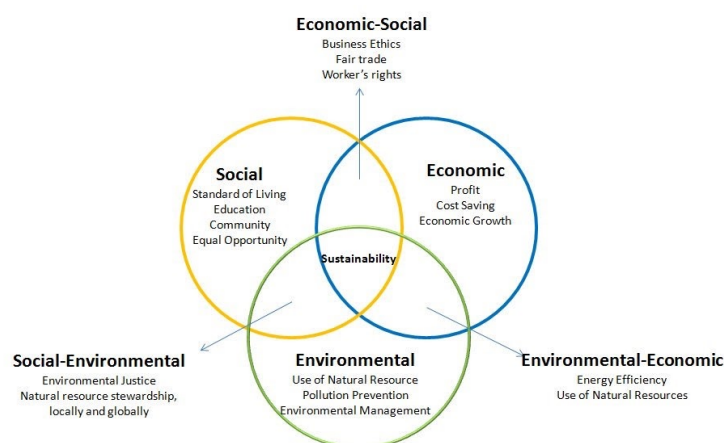 Economic-Social
Business Ethics
Fair trade
Worker's rights
Social
Standard of Living
Education
Community
Equal Opportunity
Economic
Profit
Cost Saving
Economic Growth
Sustainability
Social-Environmental
Environmental Justice
Natural resource stewardship,
locally and globally
Environmental
Use of Natural Resource
Pollution Prevention
Environmental Management
Environmental-Economic
Energy Efficiency
Use of Natural Resources